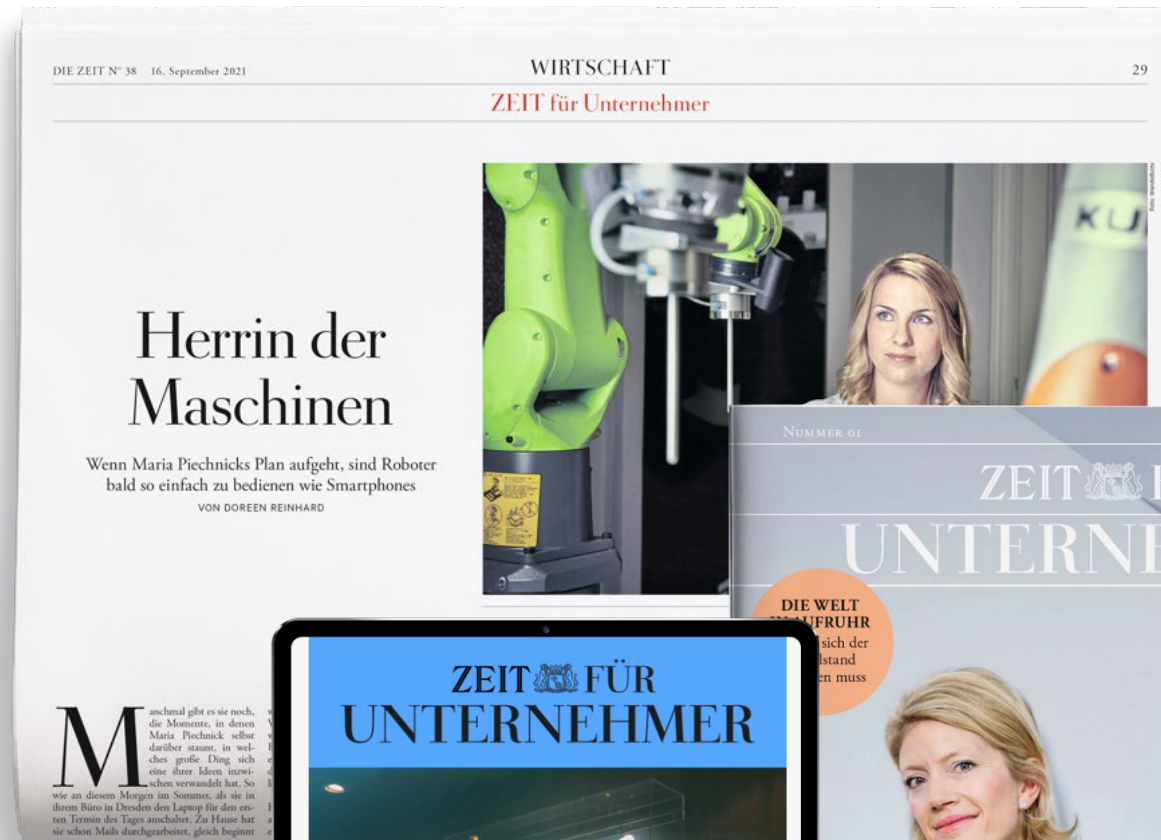 DIE ZEIT N° 38 16. September 2021
WIRTSCHAFT
29
ZEIT für Unternehmer
Foto: Wandelbots
KU
Herrin der
Maschinen
Wenn Maria Piechnicks Plan aufgeht, sind Roboter
bald so einfach zu bedienen wie Smartphones
VON DOREEN REINHARD
Manschmal gibt es sie noch,
die Momente, in denen
Maria Piechnick selbst
darüber staunt, in wel-
ches große Ding sich
eine ihrer Ideen inzwi-
schen verwandelt hat. So
wie an diesem Morgen im Sommer, als sie in
ihrem Büro in Dresden den Laptop für den ers-
ten Termin des Tages anschaltet. Zu Hause hat
sie schon Mails durchgearbeitet, gleich beginnt
NUMMER 01
ZEIT
UNTERNE
DIE WELT
AUFRUHR
sich der
muss
ZEIT FÜR
UNTERNEHMER